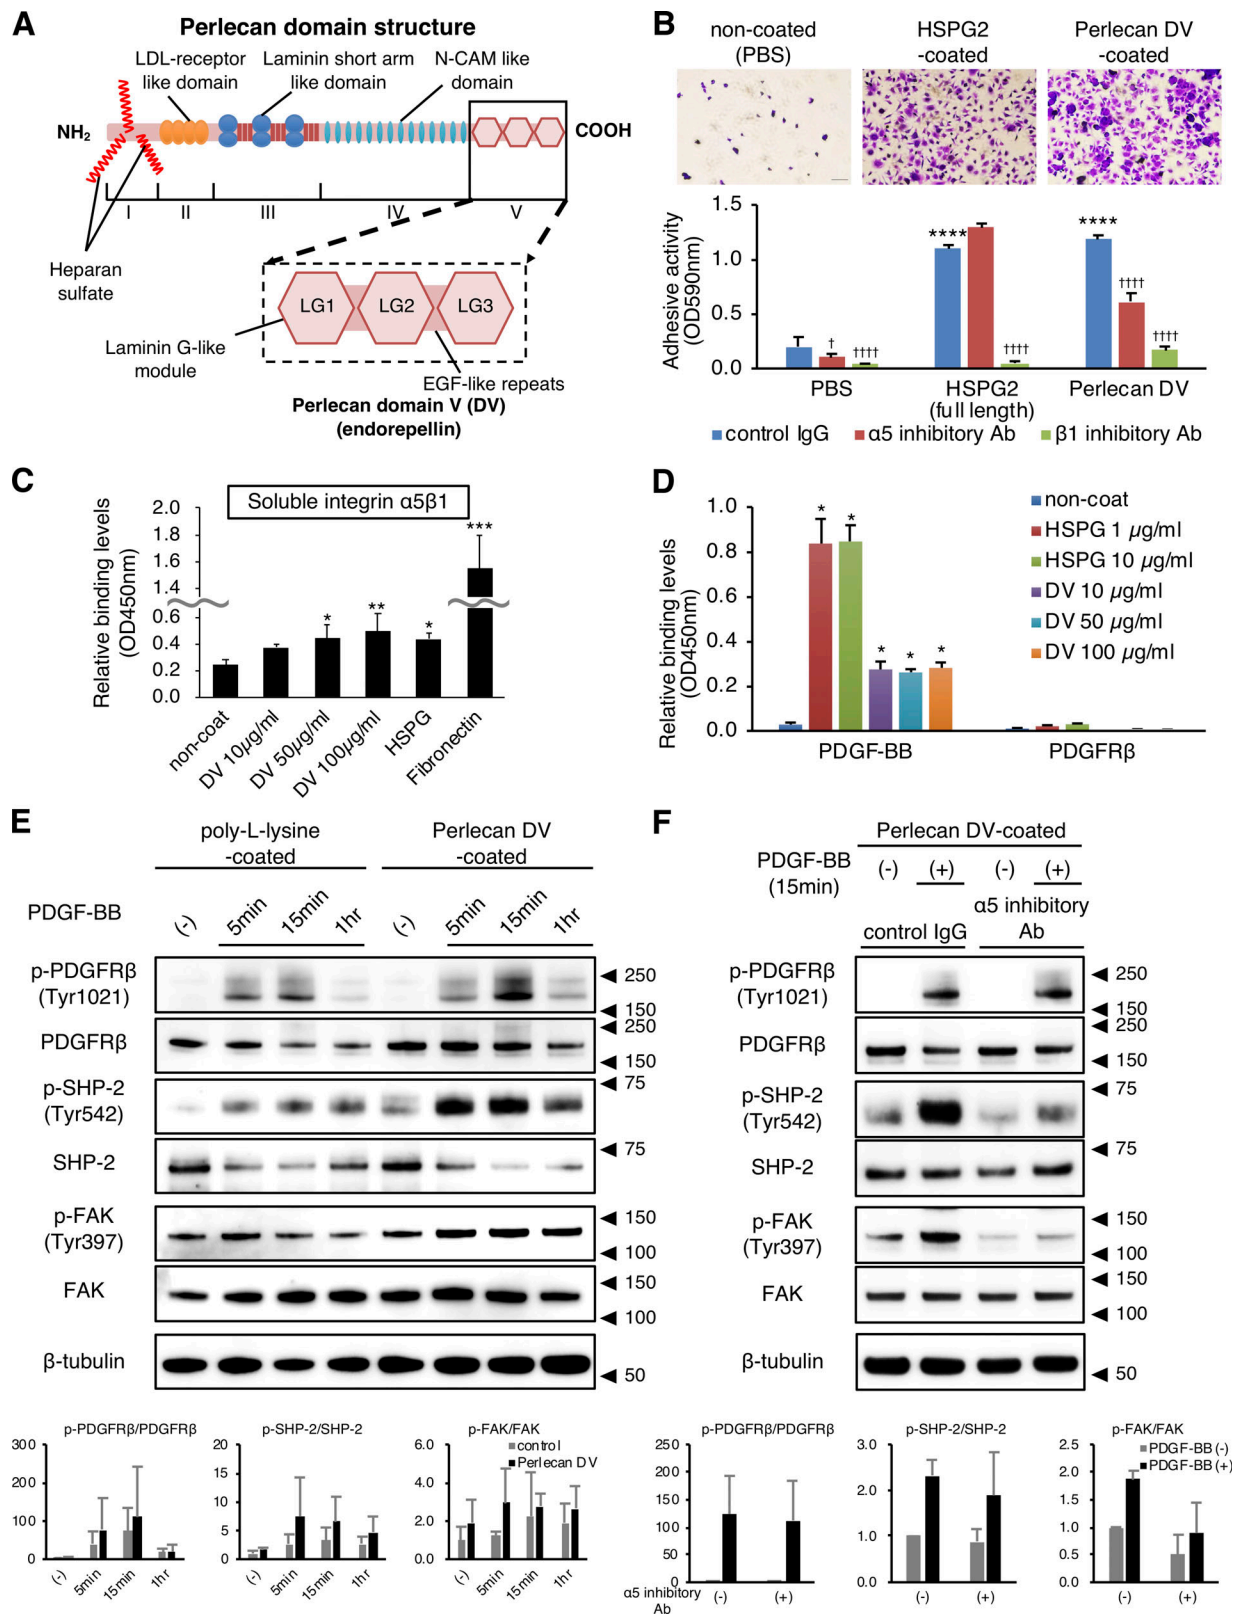 A
Perlecan domain structure
LDL-receptor
like domain
Laminin short arm
like domain
N-CAM like
domain
NH2
COOH
I
II
III
IV
V
Heparan
sulfate
LG1
LG2
LG3
Laminin G-like
module
EGF-like repeats
Perlecan domain V (DV)
(endorepellin)
B
non-coated
(PBS)
HSPG2
-coated
Perlecan DV
-coated
Adhesive activity
(OD590nm)
1.5
1.0
0.5
0.0
†
††††
****
††††
****
††††
††††
PBS
HSPG2
(full length)
Perlecan DV
control IgG
α5 inhibitory Ab
β1 inhibitory Ab
C
Soluble integrin α5β1
Relative binding levels
(OD450nm)
2.0
1.8
1.6
1.4
0.6
0.4
0.2
0.0
*
**
*
***
non-coat
DV 10µg/ml
DV 50µg/ml
DV 100µg/ml
HSPG
Fibronectin
D
Relative binding levels
(OD450nm)
1.0
0.8
0.6
0.4
0.2
0.0
*
*
*
*
*
PDGF-BB
PDGFRβ
non-coat
HSPG 1 µg/ml
HSPG 10 µg/ml
DV 10 µg/ml
DV 50 µg/ml
DV 100 µg/ml
E
poly-L-lysine
-coated
Perlecan DV
-coated
PDGF-BB
(-)
5min
15min
1hr
(-)
5min
15min
1hr
p-PDGFRβ
(Tyr1021)
250
150
PDGFRβ
250
150
p-SHP-2
(Tyr542)
75
SHP-2
75
p-FAK
(Tyr397)
150
100
FAK
150
100
β-tubulin
50
p-PDGFRβ/PDGFRβ
300
200
100
0
(-)
5min
15min
1hr
p-SHP-2/SHP-2
20
15
10
5
0
(-)
5min
15min
1hr
p-FAK/FAK
6.0
4.0
2.0
0.0
control
Perlecan DV
(-)
5min
15min
1hr
F
Perlecan DV-coated
PDGF-BB
(15min)
(-)
(+)
(-)
(+)
control IgG
α5 inhibitory
Ab
p-PDGFRβ
(Tyr1021)
250
150
PDGFRβ
250
150
p-SHP-2
(Tyr542)
75
SHP-2
75
p-FAK
(Tyr397)
150
100
FAK
150
100
β-tubulin
50
p-PDGFRβ/PDGFRβ
250
200
150
100
50
0
α5 inhibitory
Ab
(-)
(+)
p-SHP-2/SHP-2
3.0
2.0
1.0
0.0
(-)
(+)
p-FAK/FAK
2.5
2.0
1.5
1.0
0.5
0.0
PDGF-BB (-)
PDGF-BB (+)
(-)
(+)